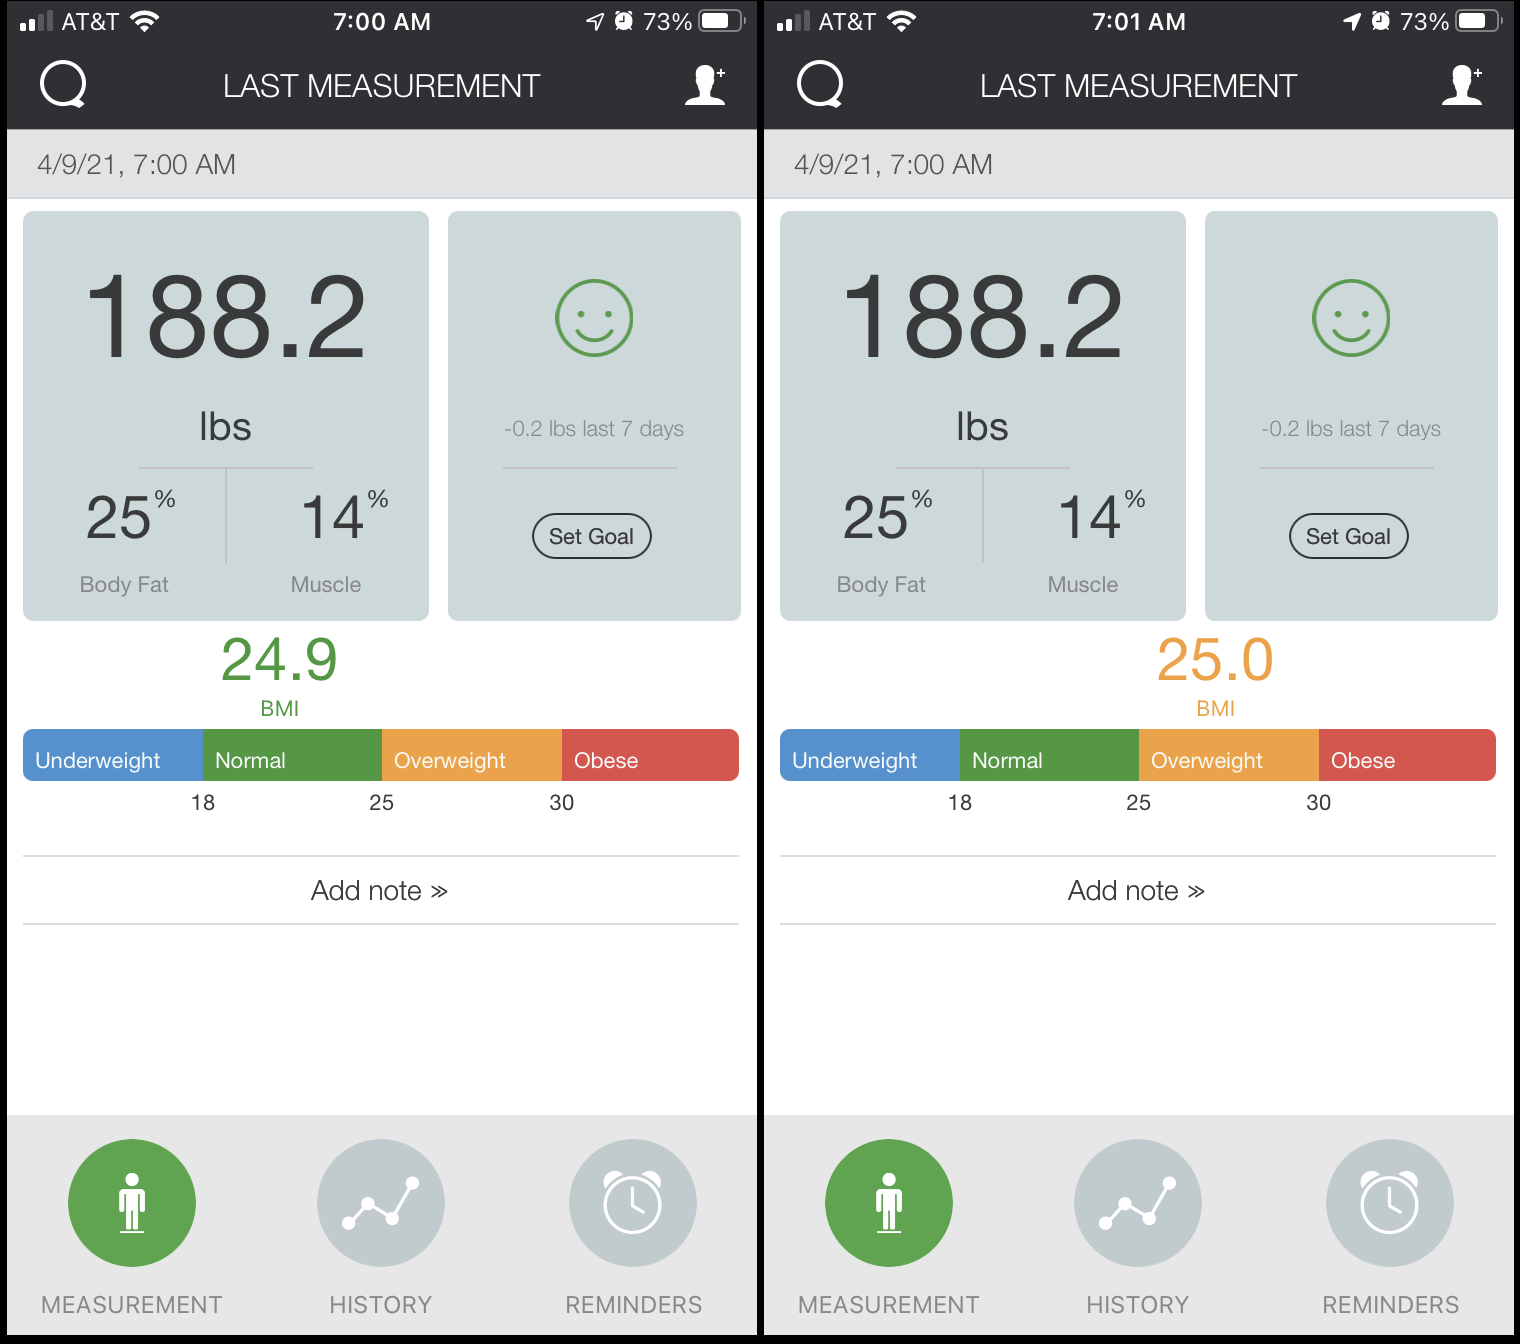 AT&T 7:00 AM 73%
LAST MEASUREMENT
4/9/21, 7:00 AM
188.2
lbs
25% 14%
Body Fat Muscle
-0.2 lbs last 7 days
Set Goal
24.9
BMI
Underweight Normal Overweight Obese
18 25 30
Add note »
MEASUREMENT HISTORY REMINDERS
AT&T 7:01 AM 73%
LAST MEASUREMENT
4/9/21, 7:00 AM
188.2
lbs
25% 14%
Body Fat Muscle
-0.2 lbs last 7 days
Set Goal
25.0
BMI
Underweight Normal Overweight Obese
18 25 30
Add note »
MEASUREMENT HISTORY REMINDERS